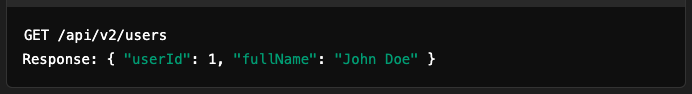 GET /api/v2/users
Response: { "userId": 1, "fullName": "John Doe" }